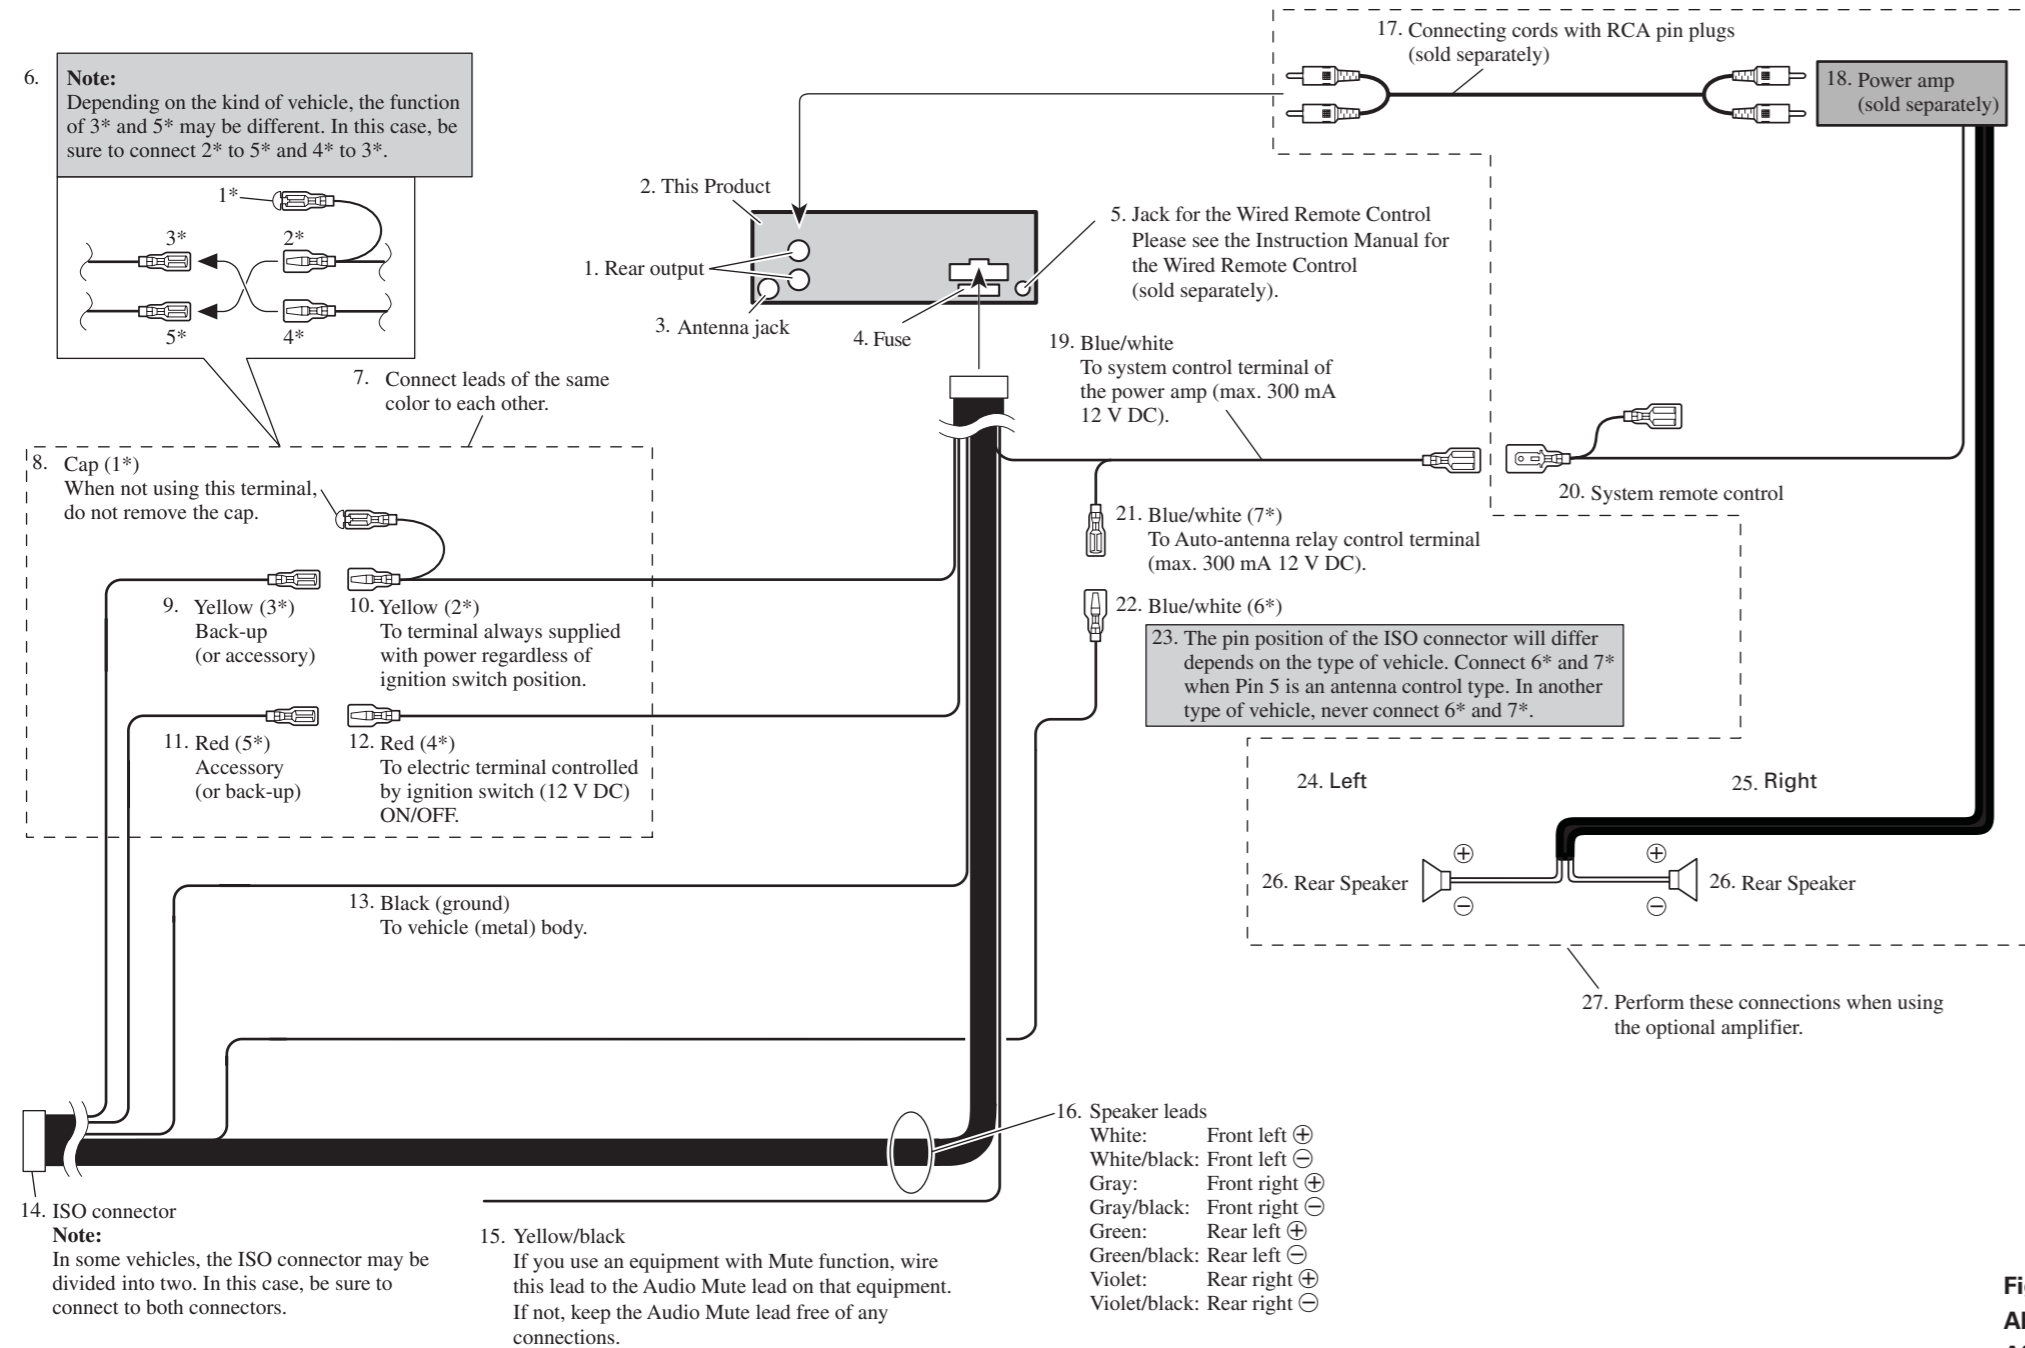 6.
Note:
Depending on the kind of vehicle, the function
of 3* and 5* may be different. In this case, be
sure to connect 2* to 5* and 4* to 3*.
1*
3*
2*
5*
4*
7. Connect leads of the same
color to each other.
8. Cap (1*)
When not using this terminal,
do not remove the cap.
9. Yellow (3*)
Back-up
(or accessory)
10. Yellow (2*)
To terminal always supplied
with power regardless of
ignition switch position.
11. Red (5*)
Accessory
(or back-up)
12. Red (4*)
To electric terminal controlled
by ignition switch (12 V DC)
ON/OFF.
13. Black (ground)
To vehicle (metal) body.
14. ISO connector
Note:
In some vehicles, the ISO connector may be
divided into two. In this case, be sure to
connect to both connectors.
15. Yellow/black
If you use an equipment with Mute function, wire
this lead to the Audio Mute lead on that equipment.
If not, keep the Audio Mute lead free of any
connections.
2. This Product
1. Rear output
3. Antenna jack
4. Fuse
5. Jack for the Wired Remote Control
Please see the Instruction Manual for
the Wired Remote Control
(sold separately).
16. Speaker leads
White: Front left ⊕
White/black: Front left ⊖
Gray: Front right ⊕
Gray/black: Front right ⊖
Green: Rear left ⊕
Green/black: Rear left ⊖
Violet: Rear right ⊕
Violet/black: Rear right ⊖
17. Connecting cords with RCA pin plugs
(sold separately)
18. Power amp
(sold separately)
19. Blue/white
To system control terminal of
the power amp (max. 300 mA
12 V DC).
20. System remote control
21. Blue/white (7*)
To Auto-antenna relay control terminal
(max. 300 mA 12 V DC).
22. Blue/white (6*)
23. The pin position of the ISO connector will differ
depends on the type of vehicle. Connect 6* and 7*
when Pin 5 is an antenna control type. In another
type of vehicle, never connect 6* and 7*.
24. Left
25. Right
⊕
⊕
26. Rear Speaker
26. Rear Speaker
⊖
⊖
27. Perform these connections when using
the optional amplifier.